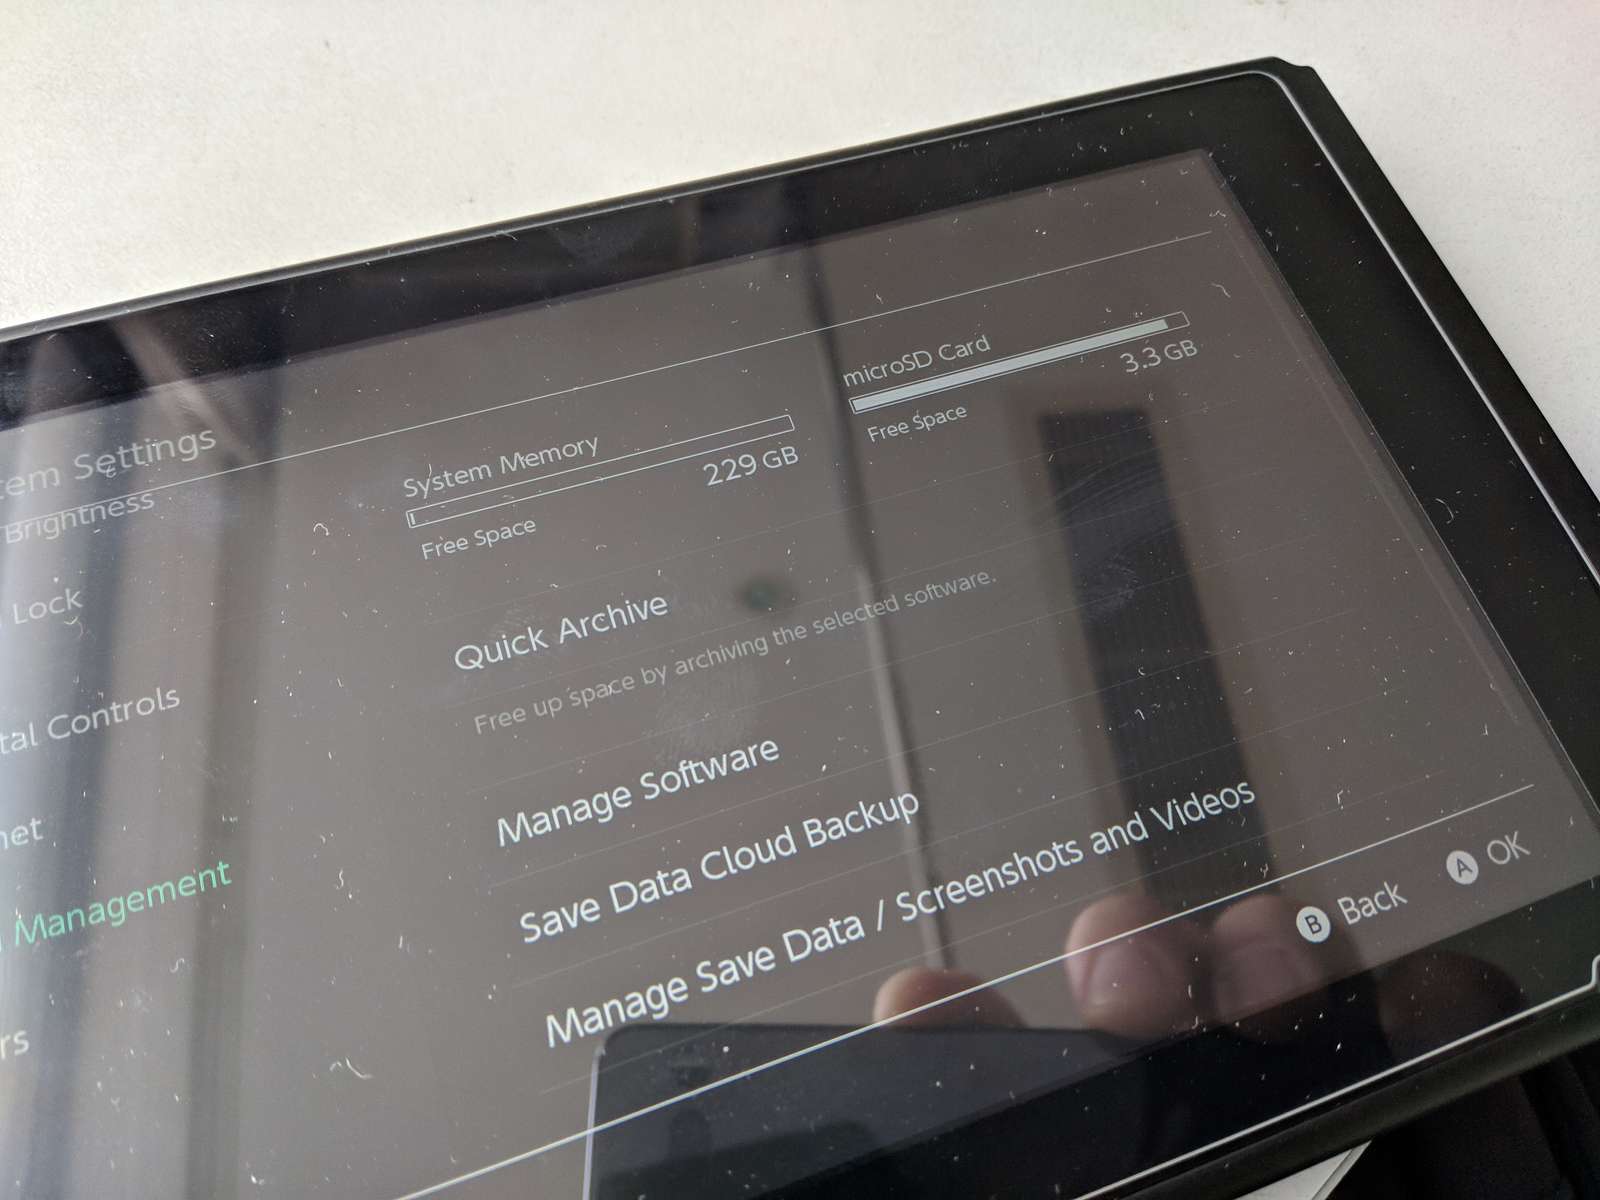 em Settings
Brightness
Lock
tal Controls
net
Management
rs
System Memory
229 GB
Free Space
microSD Card
3.3 GB
Free Space
Quick Archive
Free up space by archiving the selected software.
Manage Software
Save Data Cloud Backup
Manage Save Data / Screenshots and Videos
B Back
A OK